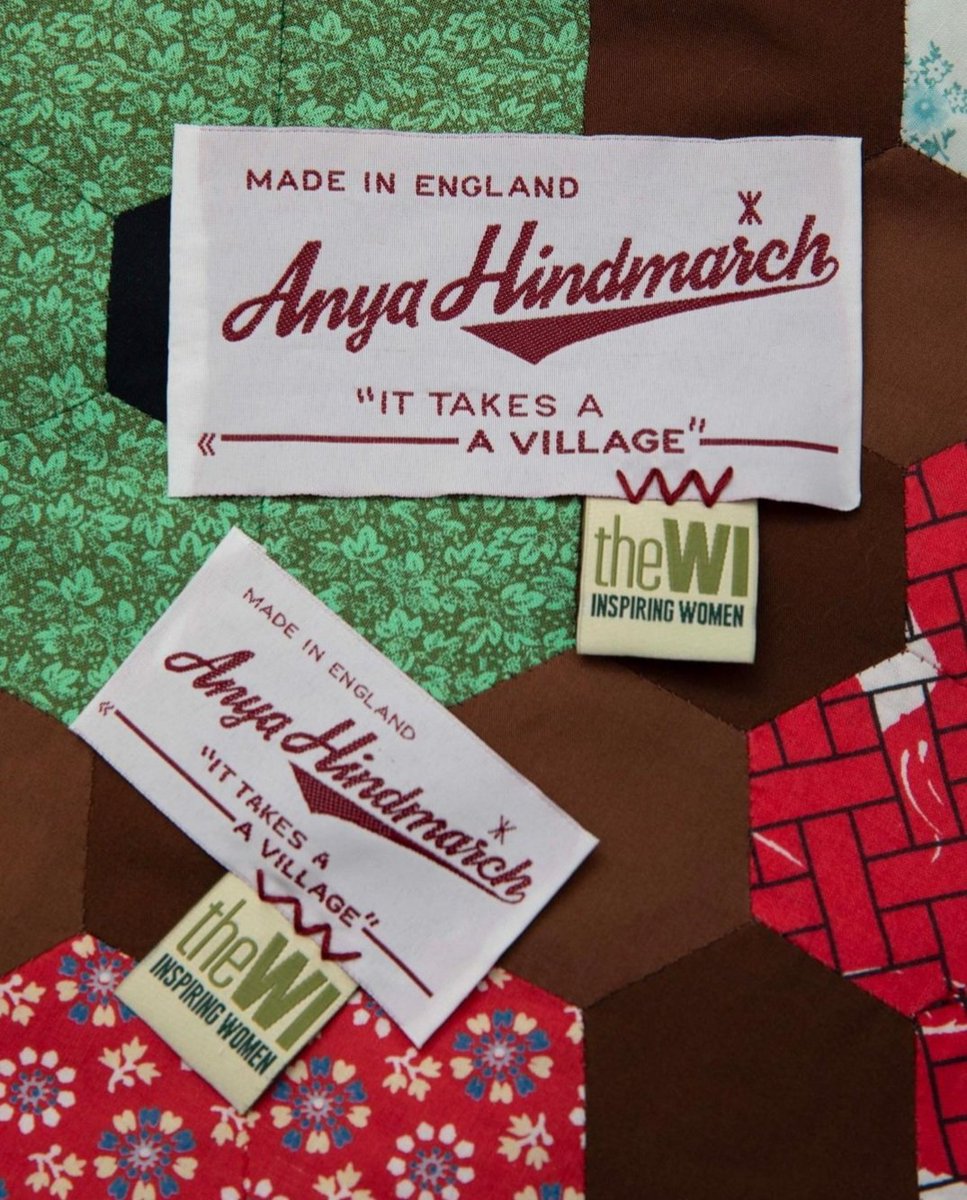 MADE IN ENGLAND
Anya Hindmarch
"IT TAKES A
A VILLAGE"
theWI
INSPIRING WOMEN
MADE IN ENGLAND
Anya Hindmarch
"IT TAKES A
A VILLAGE"
theWI
INSPIRING WOMEN